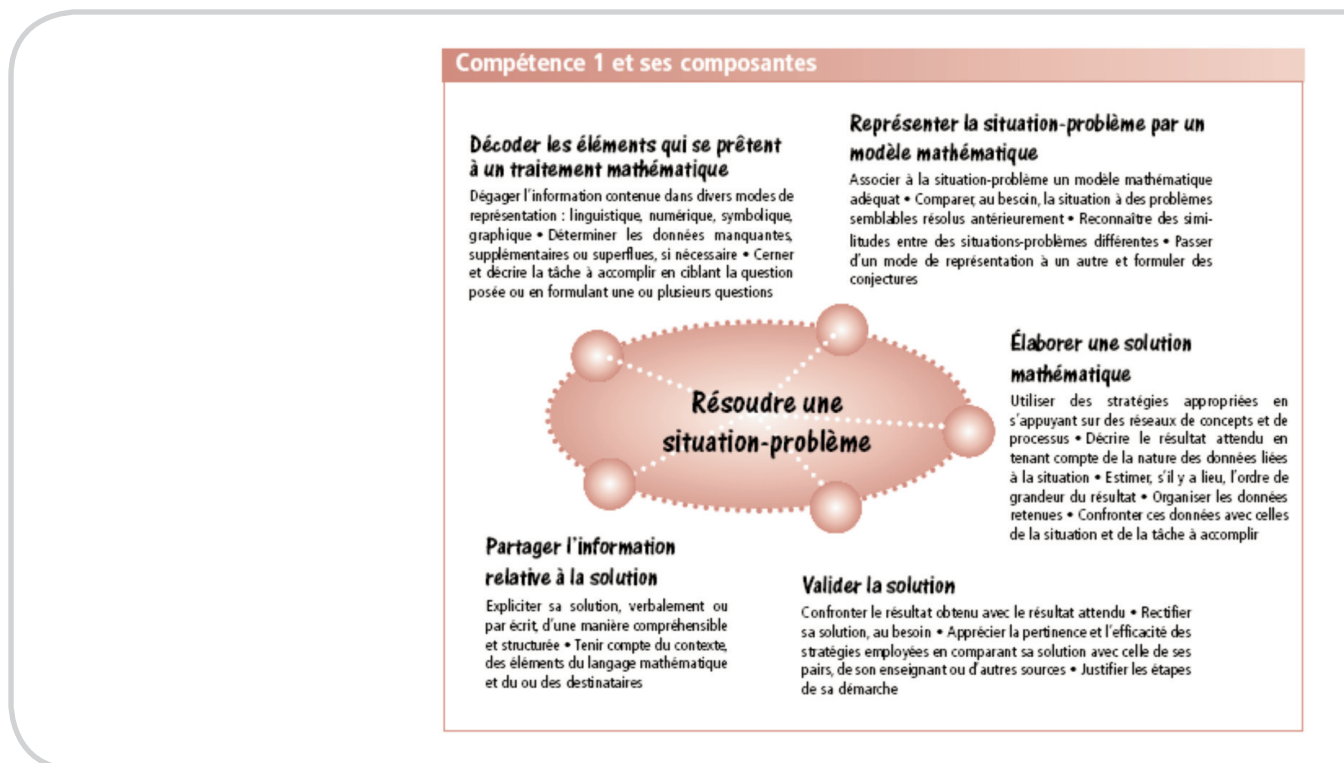 Compétence 1 et ses composantes
Décoder les éléments qui se prêtent
à un traitement mathématique
Dégager l'information contenue dans divers modes de
représentation : linguistique, numérique, symbolique,
graphique • Déterminer les données manquantes,
supplémentaires ou superflues, si nécessaire • Cerner
et décrire la tâche à accomplir en ciblant la question
posée ou en formulant une ou plusieurs questions
Représenter la situation-problème par un
modèle mathématique
Associer à la situation-problème un modèle mathématique
adéquat • Comparer, au besoin, la situation à des problèmes
semblables résolus antérieurement • Reconnaître des simi-
litudes entre des situations-problèmes différentes • Passer
d'un mode de représentation à un autre et formuler des
conjectures
Résoudre une
situation-problème
Élaborer une solution
mathématique
Utiliser des stratégies appropriées en
s'appuyant sur des réseaux de concepts et de
processus • Décrire le résultat attendu en
tenant compte de la nature des données liées
à la situation • Estimer, s'il y a lieu, l'ordre de
grandeur du résultat • Organiser les données
retenues • Confronter ces données avec celles
de la situation et de la tâche à accomplir
Partager l'information
relative à la solution
Expliciter sa solution, verbalement ou
par écrit, d'une manière compréhensible
et structurée • Tenir compte du contexte,
des éléments du langage mathématique
et du ou des destinataires
Valider la solution
Confronter le résultat obtenu avec le résultat attendu • Rectifier
sa solution, au besoin • Apprécier la pertinence et l'efficacité des
stratégies employées en comparant sa solution avec celle de ses
pairs, de son enseignant ou d'autres sources • Justifier les étapes
de sa démarche